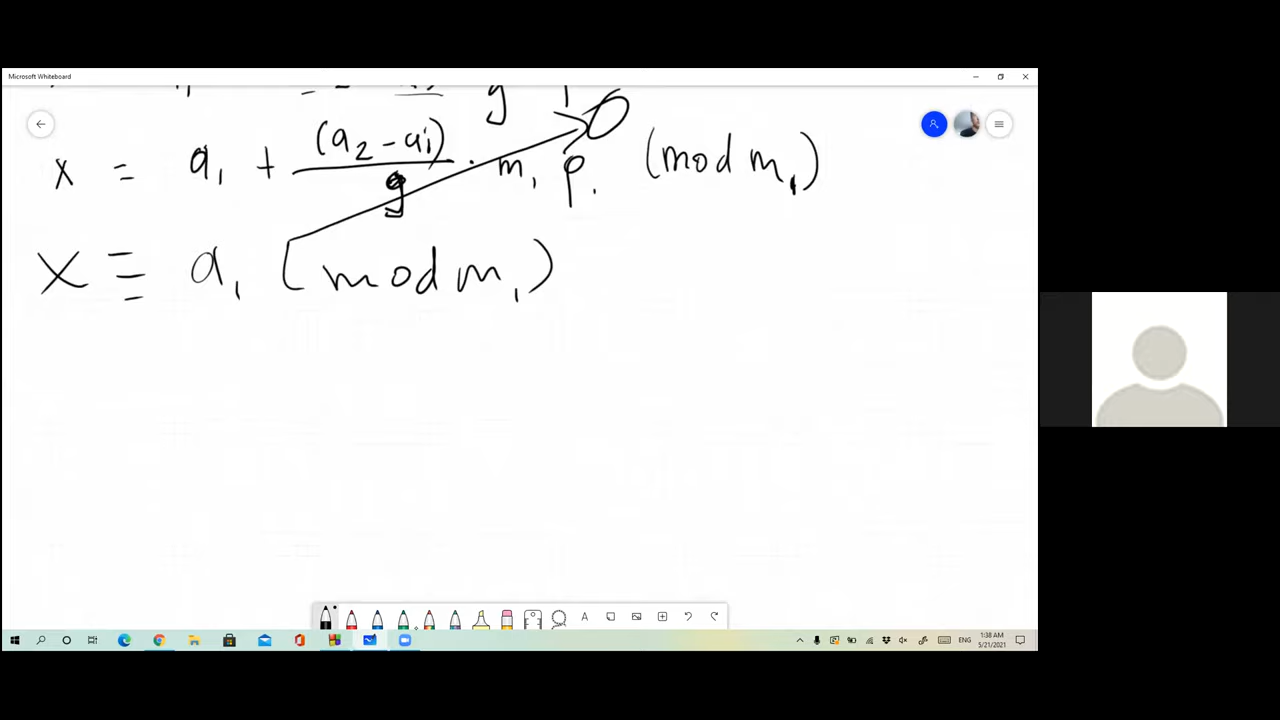 Microsoft Whiteboard
x = a₁ + (a₂ - a₁)/g · m₁ p. (mod m₁) 0
x ≡ a₁ (mod m₁)
A
ENG
1:38 AM
5/21/2021